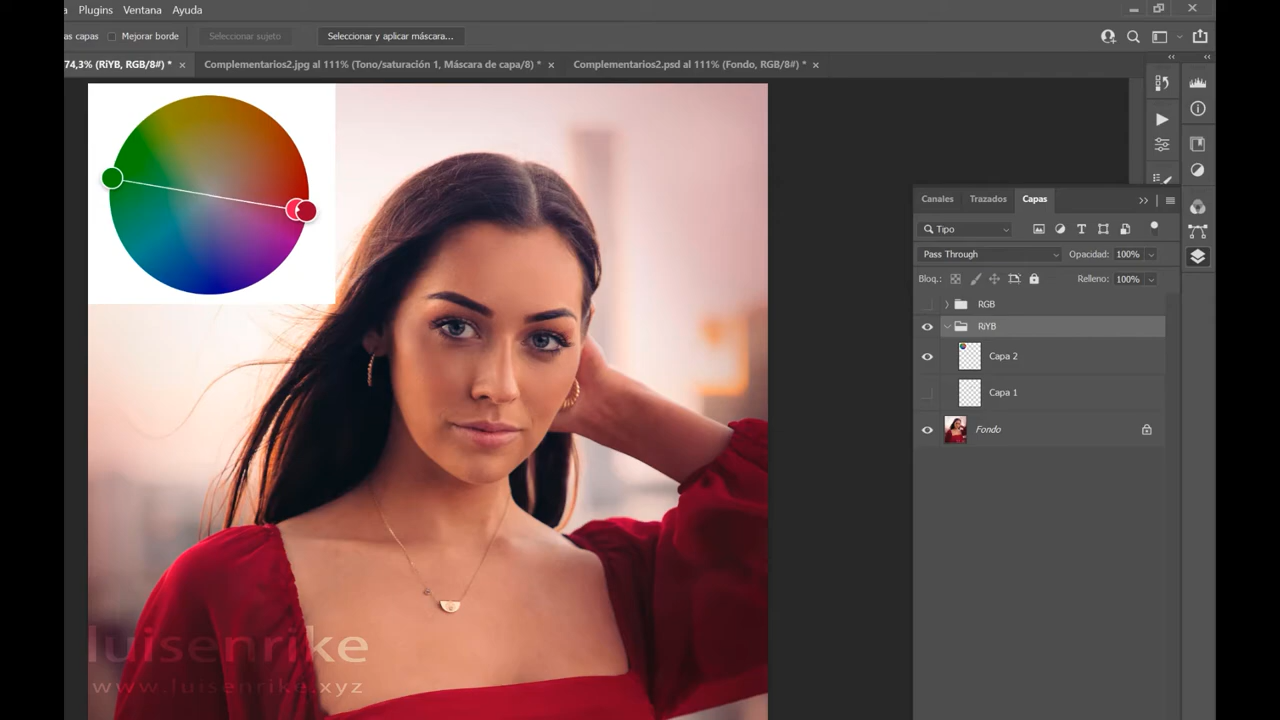 Plugins Ventana Ayuda
as capas Mejorar borde Seleccionar sujeto Seleccionar y aplicar máscara...
74,3% (RiYB, RGB/8#) * × Complementarios2.jpg al 111% (Tono/saturación 1, Máscara de capa/8) * × Complementarios2.psd al 111% (Fondo, RGB/8#) * ×
Canales Trazados Capas
Tipo
Pass Through Opacidad: 100%
Bloq.: Relleno: 100%
RGB
RiYB
Capa 2
Capa 1
Fondo
luisenrike
www.luisenrike.xyz